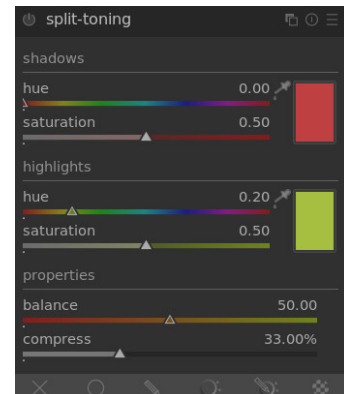 split-toning
shadows
hue 0.00
saturation 0.50
highlights
hue 0.20
saturation 0.50
properties
balance 50.00
compress 33.00%